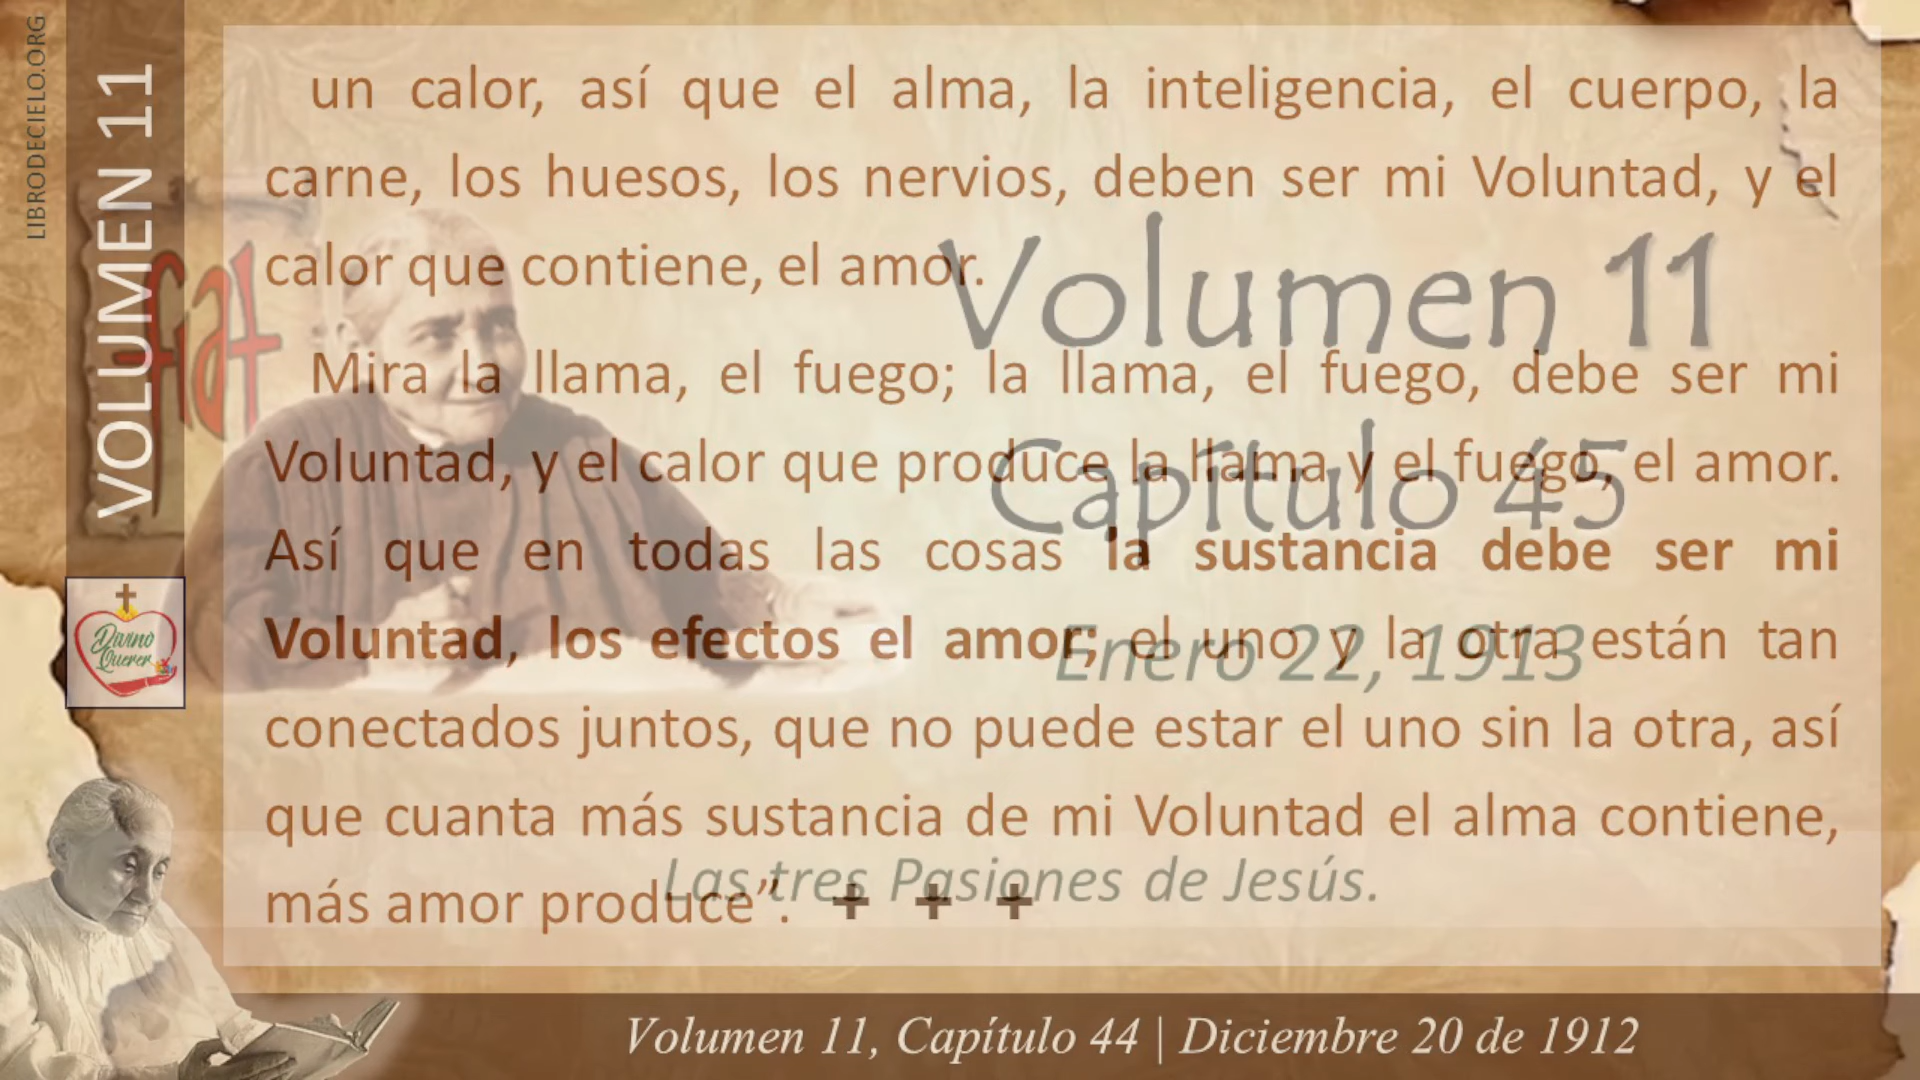 LIBRODECIELO.ORG
VOLUMEN 11
fiat
Divino
Querer
un calor, así que el alma, la inteligencia, el cuerpo, la
carne, los huesos, los nervios, deben ser mi Voluntad, y el
calor que contiene, el amor.
Mira la llama, el fuego; la llama, el fuego, debe ser mi
Voluntad, y el calor que produce la llama y el fuego, el amor.
Así que en todas las cosas la sustancia debe ser mi
Voluntad, los efectos el amor; el uno y la otra están tan
conectados juntos, que no puede estar el uno sin la otra, así
que cuanta más sustancia de mi Voluntad el alma contiene,
más amor produce”. + + +
Volumen 11
Capítulo 45
Enero 22, 1913
Las tres Pasiones de Jesús.
Volumen 11, Capítulo 44 | Diciembre 20 de 1912